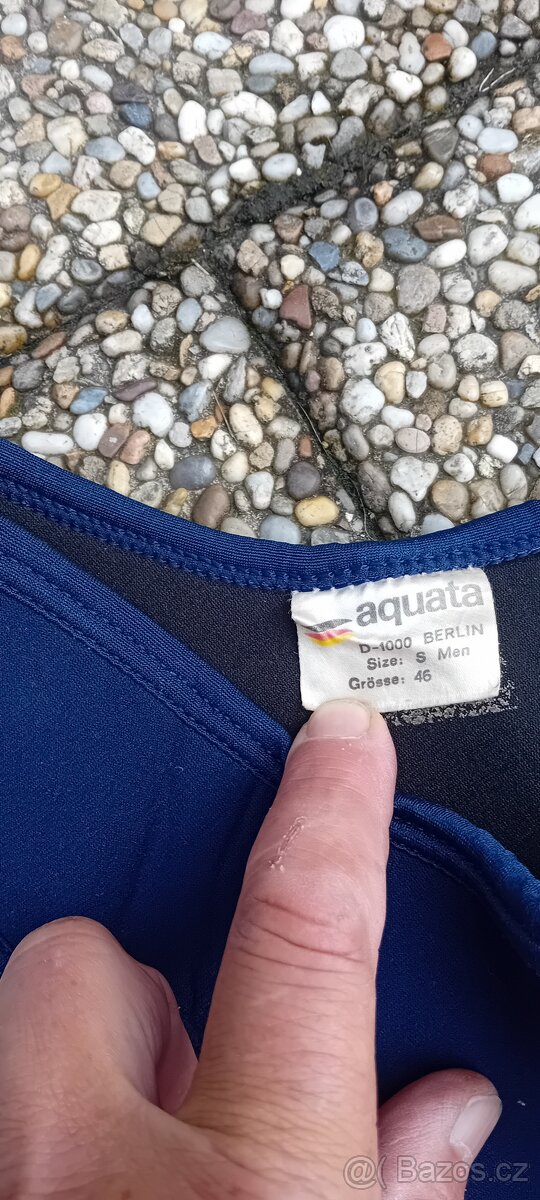 aquata
D-1000 BERLIN
Size: S Men
Grösse: 46
@( Bazos.cz